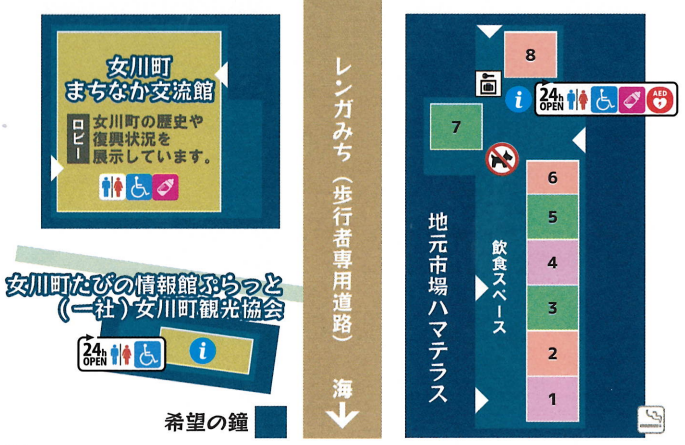 女川町
まちなか交流館
ロビー
女川町の歴史や
復興状況を
展示しています。
女川町たびの情報館ぷらっと
(一社)女川町観光協会
24h
OPEN
i
希望の鐘
レンガみち(歩行者専用道路)
海
8
i
24h
OPEN
AED
7
6
5
4
3
2
1
飲食スペース
地元市場ハマテラス